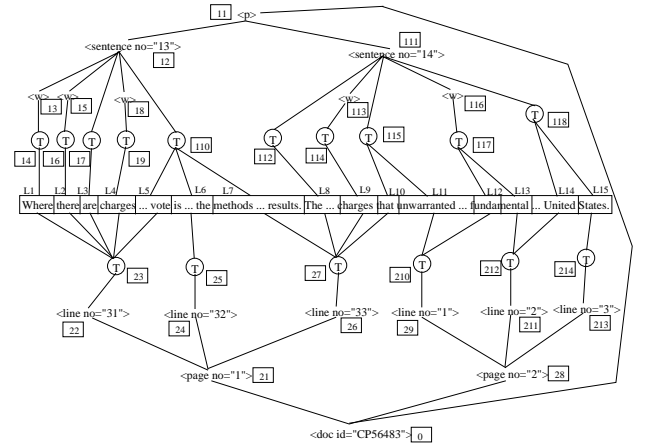 11 <p>
<sentence no="13"> 111
12 <sentence no="14">
<w> <w> <w> <w> <w>
13 15 18 113 116
T T T T T T T T T T
118
14 16 17 19 110 112 114 115 117
L1 L2 L3 L4 L5 L6 L7 L8 L9 L10 L11 L12 L13 L14 L15
Where there are charges ... vote is ... the methods ... results. The ... charges that unwarranted ... fundamental ... United States.
T T T T T T
23 25 27 210 212 214
<line no="31"> <line no="32"> <line no="33"> <line no="1"> <line no="2"> <line no="3">
22 24 26 29 211 213
<page no="1"> 21 <page no="2"> 28
<doc id="CP56483"> 0